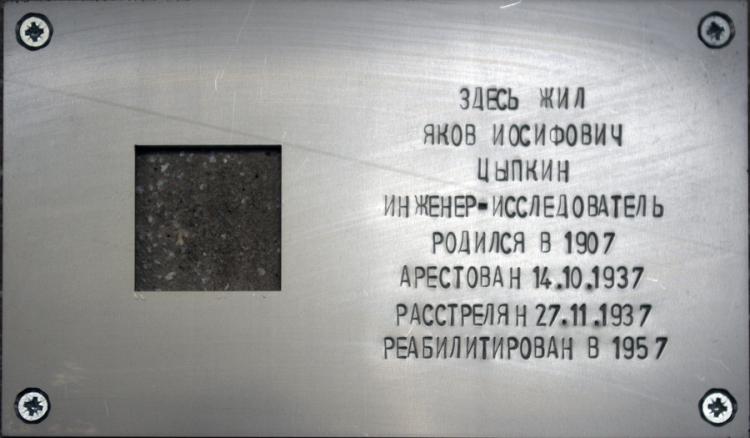 ЗДЕСЬ ЖИЛ
ЯКОВ ИОСИФОВИЧ
ЦЫПКИН
ИНЖЕНЕР-ИССЛЕДОВАТЕЛЬ
РОДИЛСЯ В 1907
АРЕСТОВАН 14.10.1937
РАССТРЕЛЯН 27.11.1937
РЕАБИЛИТИРОВАН В 1957